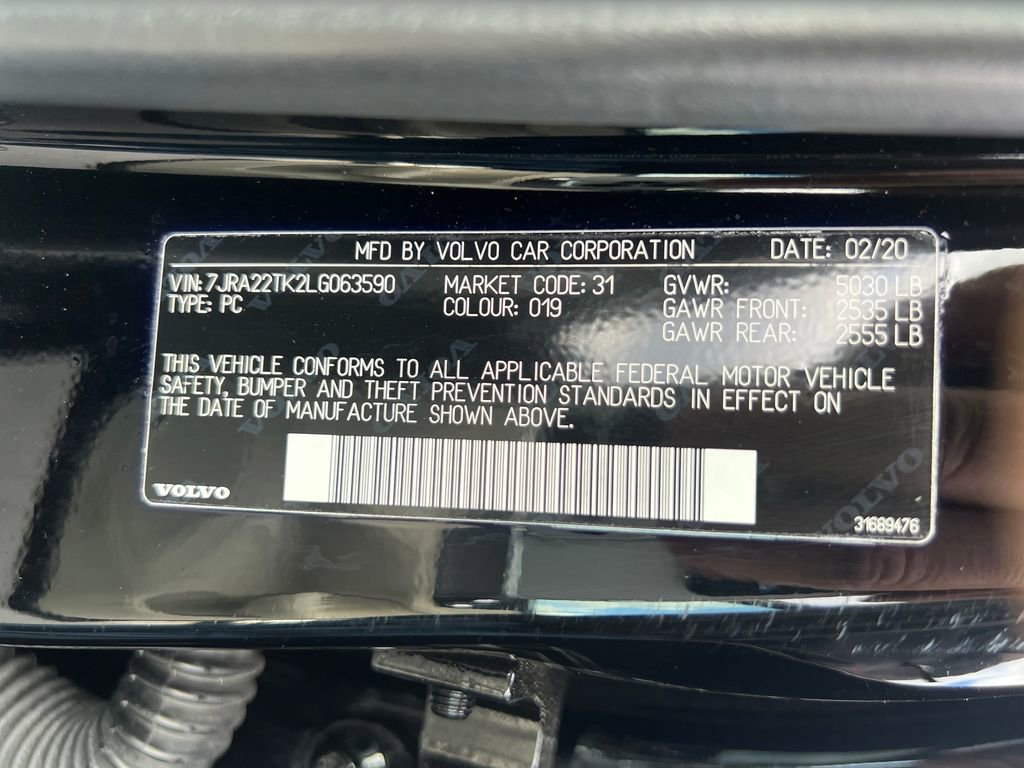 MFD BY VOLVO CAR CORPORATION DATE: 02/20
VIN: 7JRA22TK2LG063590 MARKET CODE: 31 GVWR: 5030 LB
TYPE: PC COLOUR: 019 GAWR FRONT: 2535 LB
GAWR REAR: 2555 LB
THIS VEHICLE CONFORMS TO ALL APPLICABLE FEDERAL MOTOR VEHICLE
SAFETY, BUMPER AND THEFT PREVENTION STANDARDS IN EFFECT ON
THE DATE OF MANUFACTURE SHOWN ABOVE.
VOLVO
VOLVO
31689476